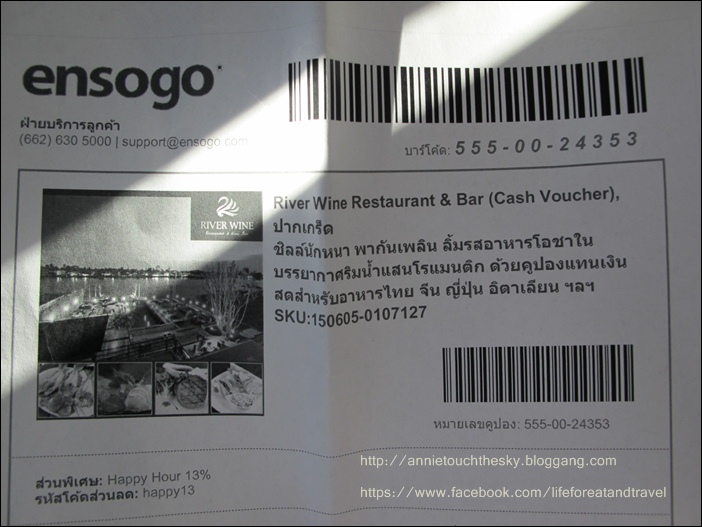 ensogo
ฝ่ายบริการลูกค้า
(662) 630 5000 | support@ensogo.com
บาร์โค้ด: 555-00-24353
RIVER WINE
Restaurant & Wine Bar
River Wine Restaurant & Bar (Cash Voucher),
ปากเกร็ด
ชิลล์นักหนา พากันเพลิน ลิ้มรสอาหารโอชาใน
บรรยากาศริมน้ำแสนโรแมนติก ด้วยคูปองแทนเงิน
สดสำหรับอาหารไทย จีน ญี่ปุ่น อิตาเลียน ฯลฯ
SKU:150605-0107127
หมายเลขคูปอง: 555-00-24353
ส่วนพิเศษ: Happy Hour 13%
รหัสโค้ดส่วนลด: happy13
http://annietouchthesky.bloggang.com
https://www.facebook.com/lifeforeatandtravel